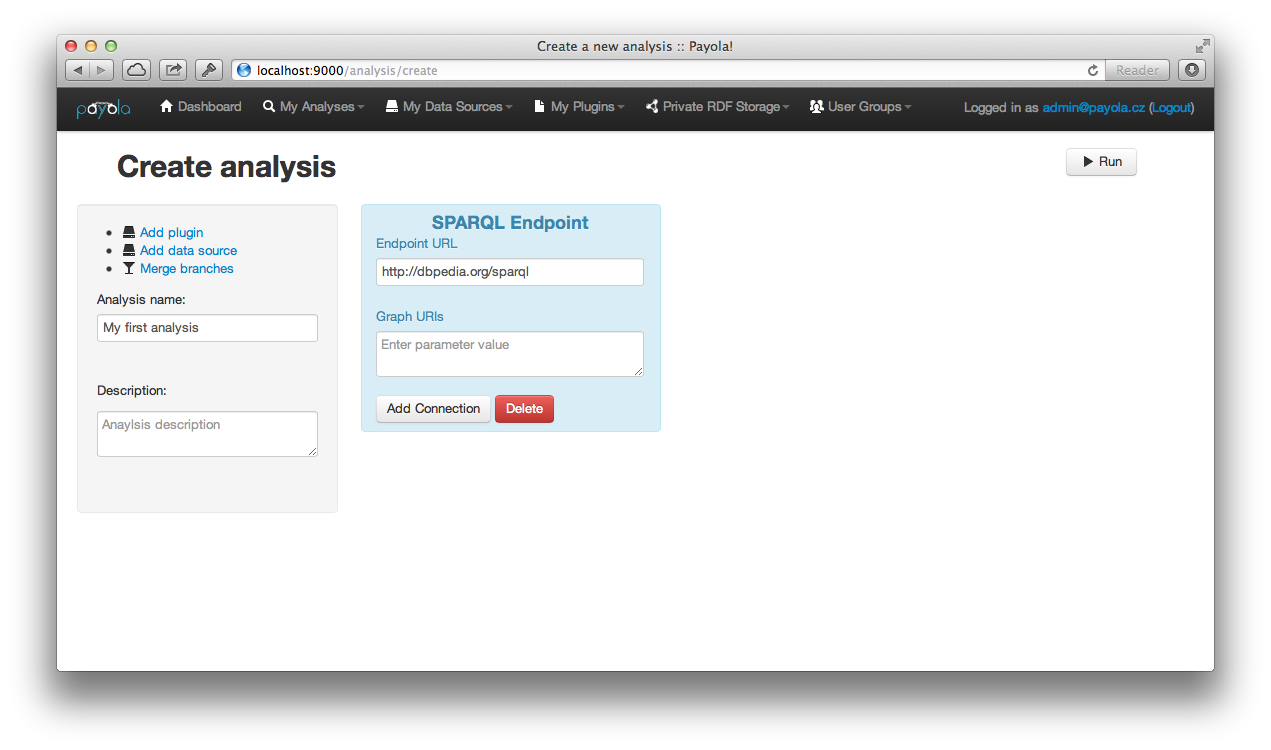 Create a new analysis :: Payola!
localhost:9000/analysis/create
Reader
payola
Dashboard
My Analyses
My Data Sources
My Plugins
Private RDF Storage
User Groups
Logged in as admin@payola.cz (Logout)
Create analysis
Run
Add plugin
Add data source
Merge branches
Analysis name:
My first analysis
Description:
Anaylsis description
SPARQL Endpoint
Endpoint URL
http://dbpedia.org/sparql
Graph URIs
Enter parameter value
Add Connection
Delete